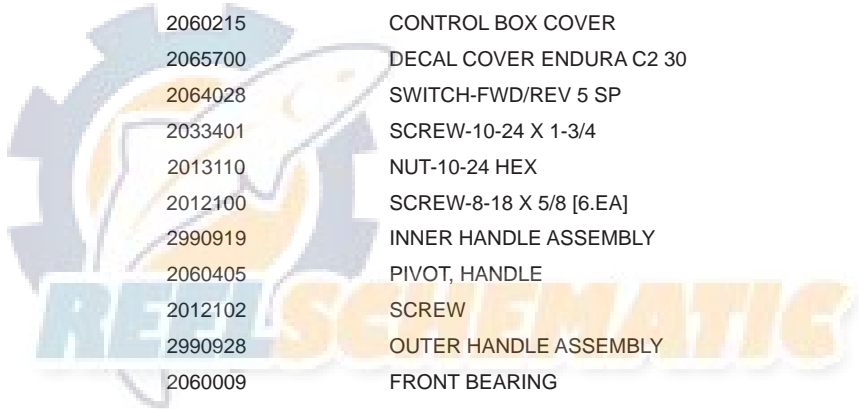 2060215 CONTROL BOX COVER
2065700 DECAL COVER ENDURA C2 30
2064028 SWITCH-FWD/REV 5 SP
2033401 SCREW-10-24 X 1-3/4
2013110 NUT-10-24 HEX
2012100 SCREW-8-18 X 5/8 [6.EA]
2990919 INNER HANDLE ASSEMBLY
2060405 PIVOT, HANDLE
2012102 SCREW
REELSCHEMATIC
2990928 OUTER HANDLE ASSEMBLY
2060009 FRONT BEARING